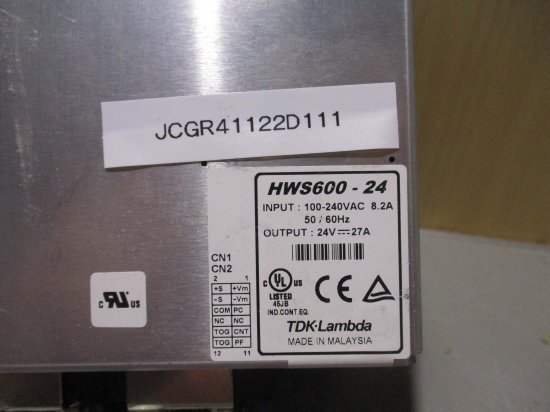 JCGR41122D111
HWS600 - 24
INPUT : 100-240VAC 8.2A
50 / 60Hz
OUTPUT : 24V⎓27A
CN1
CN2
2 1
+S +Vm
-S -Vm
COM PC
NC NC
TOG CNT
TOG PF
12 11
C UL US
LISTED
45JB
IND.CONT.EQ.
CE
TDK-Lambda
MADE IN MALAYSIA
c RU US